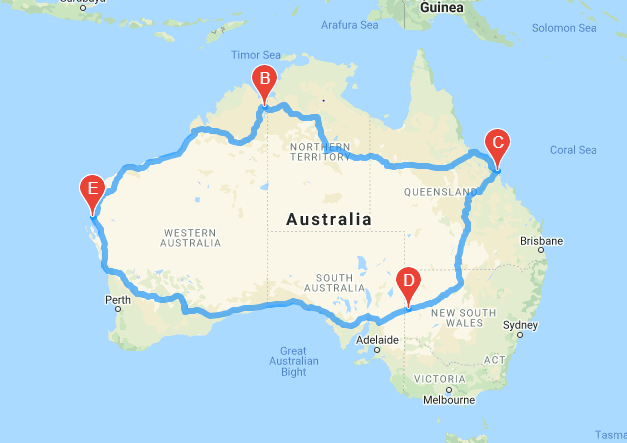 Surabaya
Arafura Sea
Guinea
Solomon Sea
Timor Sea
B
NORTHERN
TERRITORY
C
Coral Sea
E
QUEENSLAND
Australia
WESTERN
AUSTRALIA
Brisbane
SOUTH
AUSTRALIA
D
Perth
NEW SOUTH
WALES
Sydney
Adelaide
Great
Australian
Bight
ACT
VICTORIA
Melbourne
Tasma